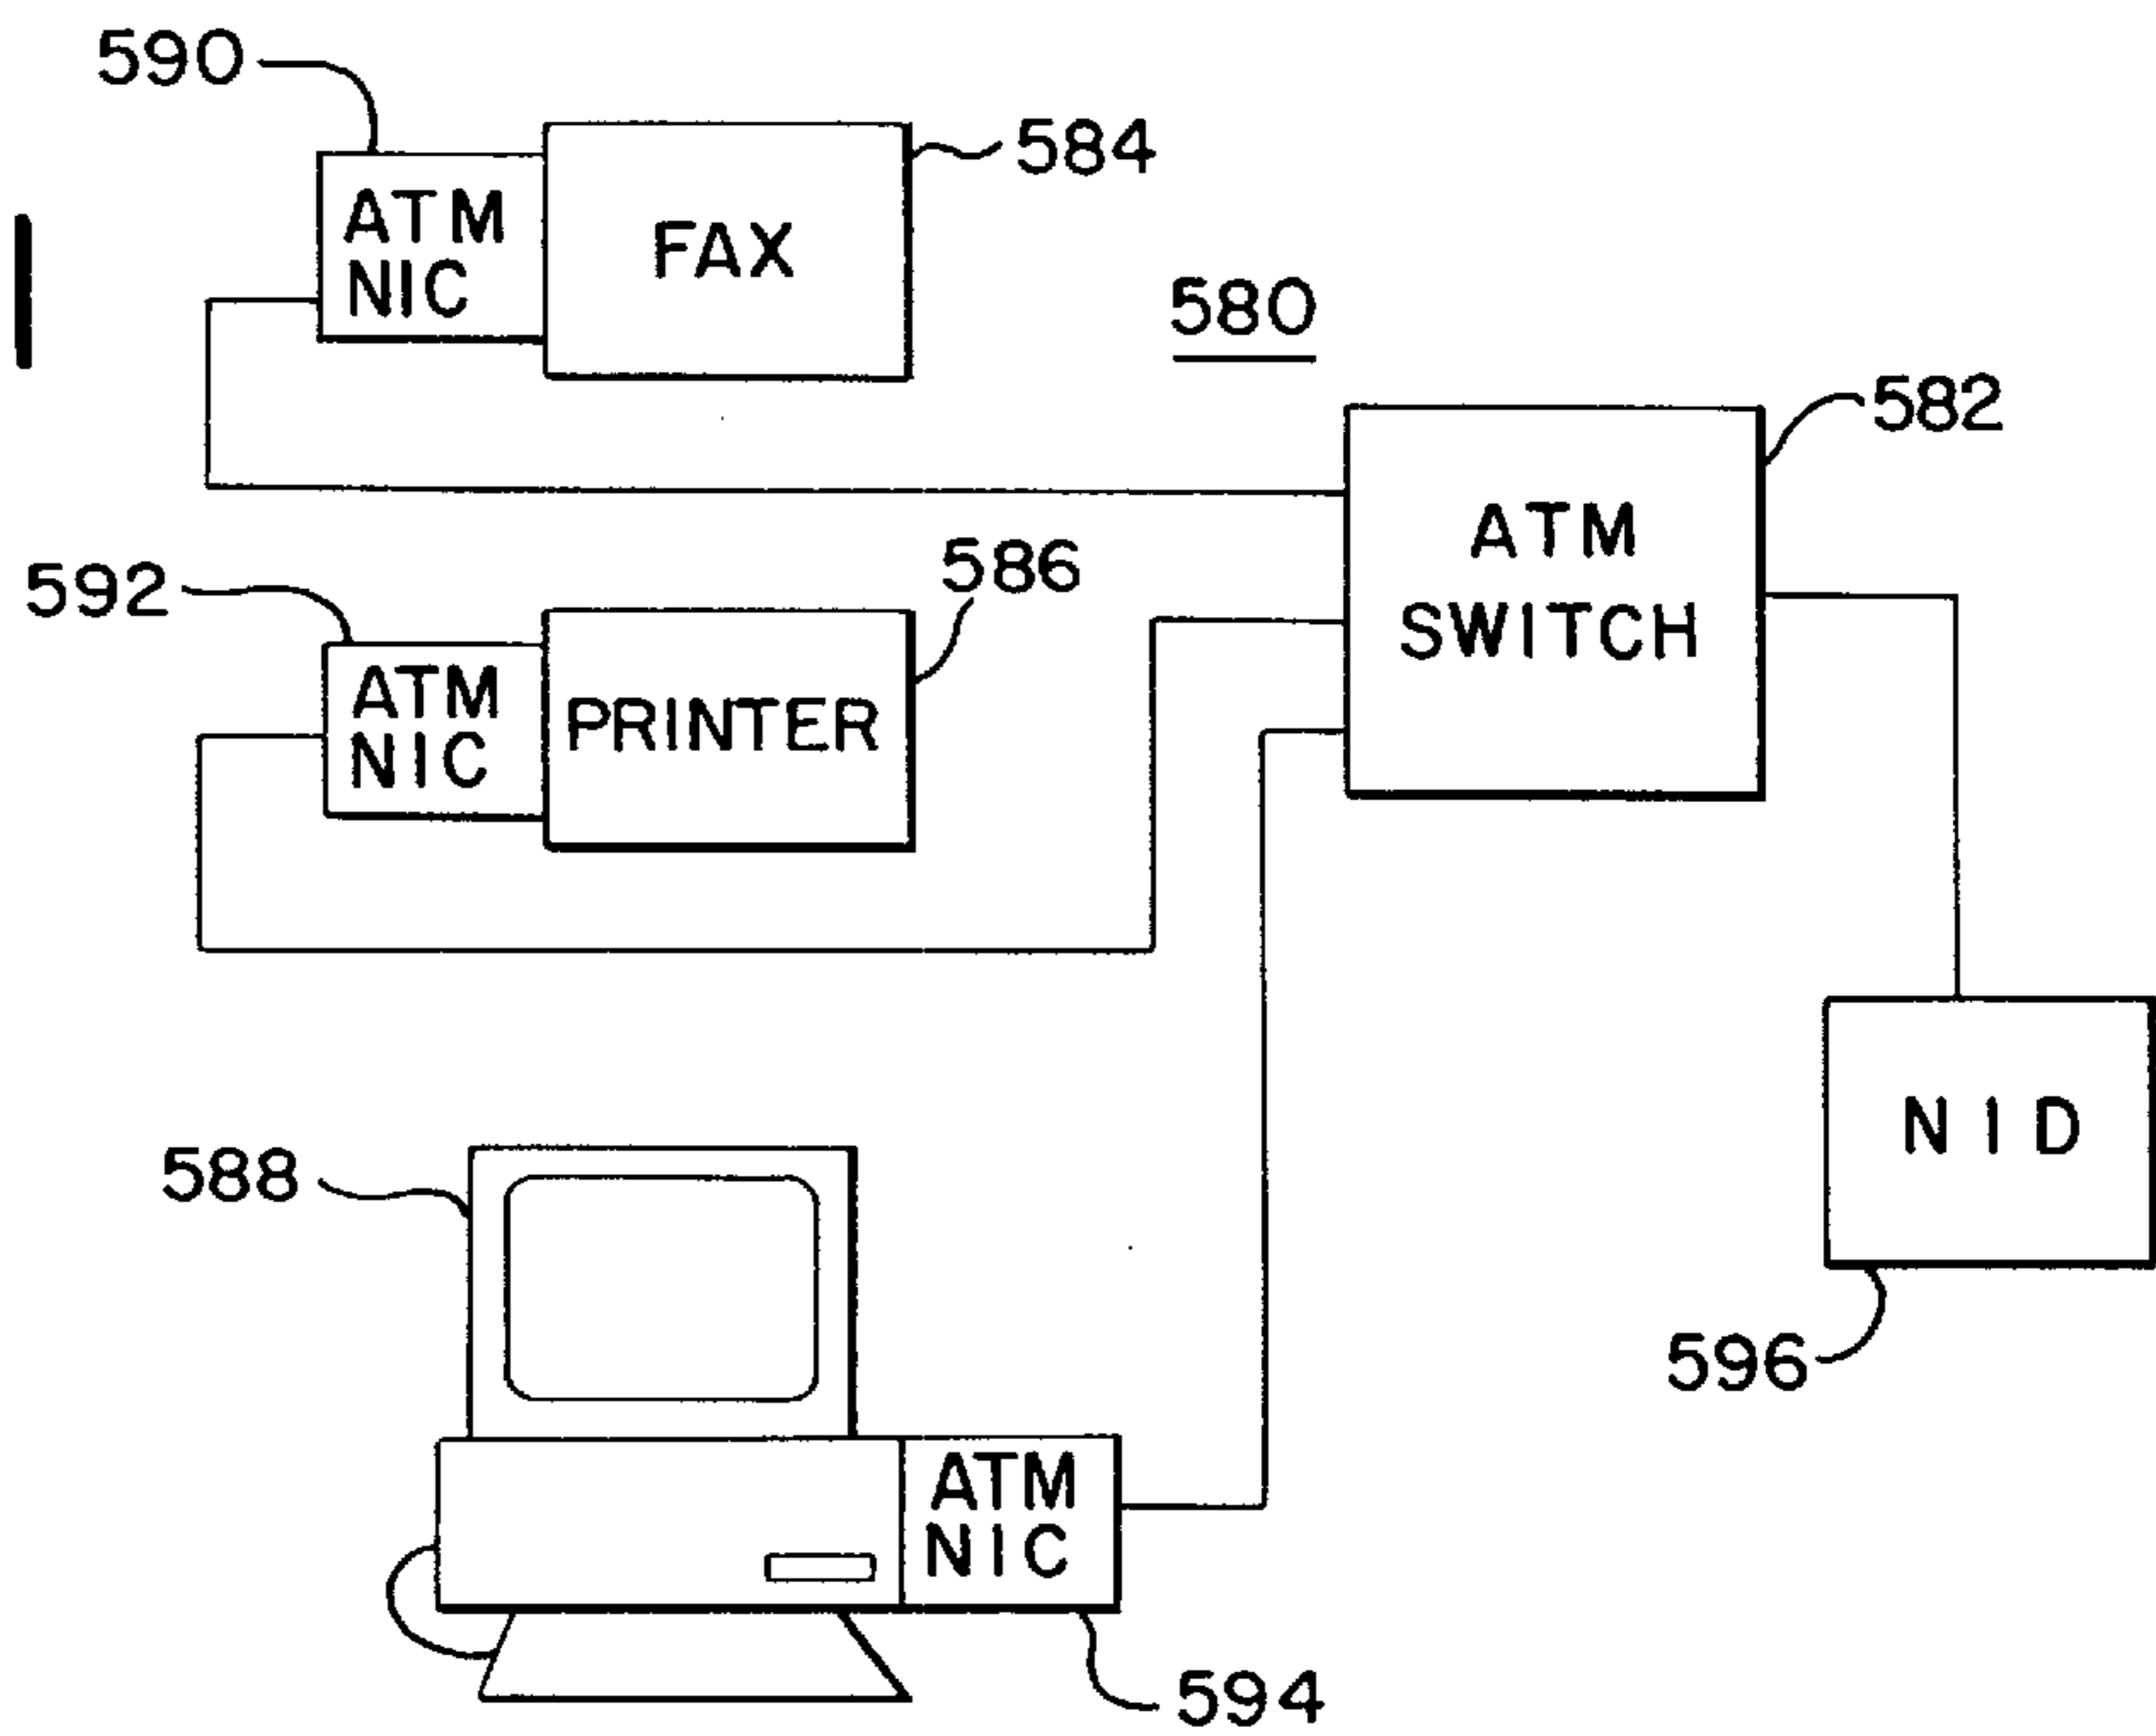 590
584
ATM
NIC
FAX
580
582
ATM
SWITCH
592
586
ATM
NIC
PRINTER
588
NID
596
ATM
NIC
594